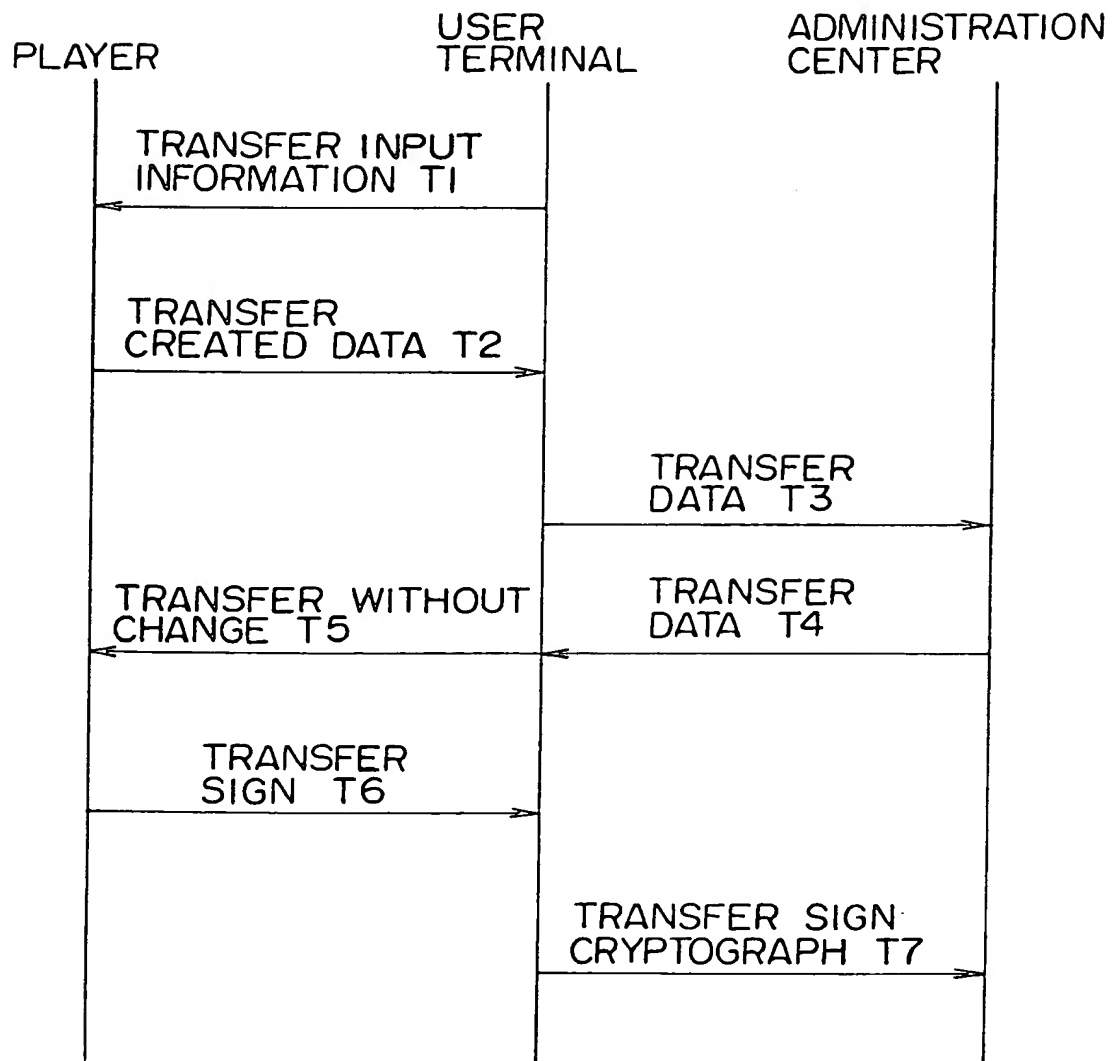 PLAYER
USER
TERMINAL
ADMINISTRATION
CENTER
TRANSFER INPUT
INFORMATION T1
TRANSFER
CREATED DATA T2
TRANSFER
DATA T3
TRANSFER WITHOUT
CHANGE T5
TRANSFER
DATA T4
TRANSFER
SIGN T6
TRANSFER SIGN
CRYPTOGRAPH T7